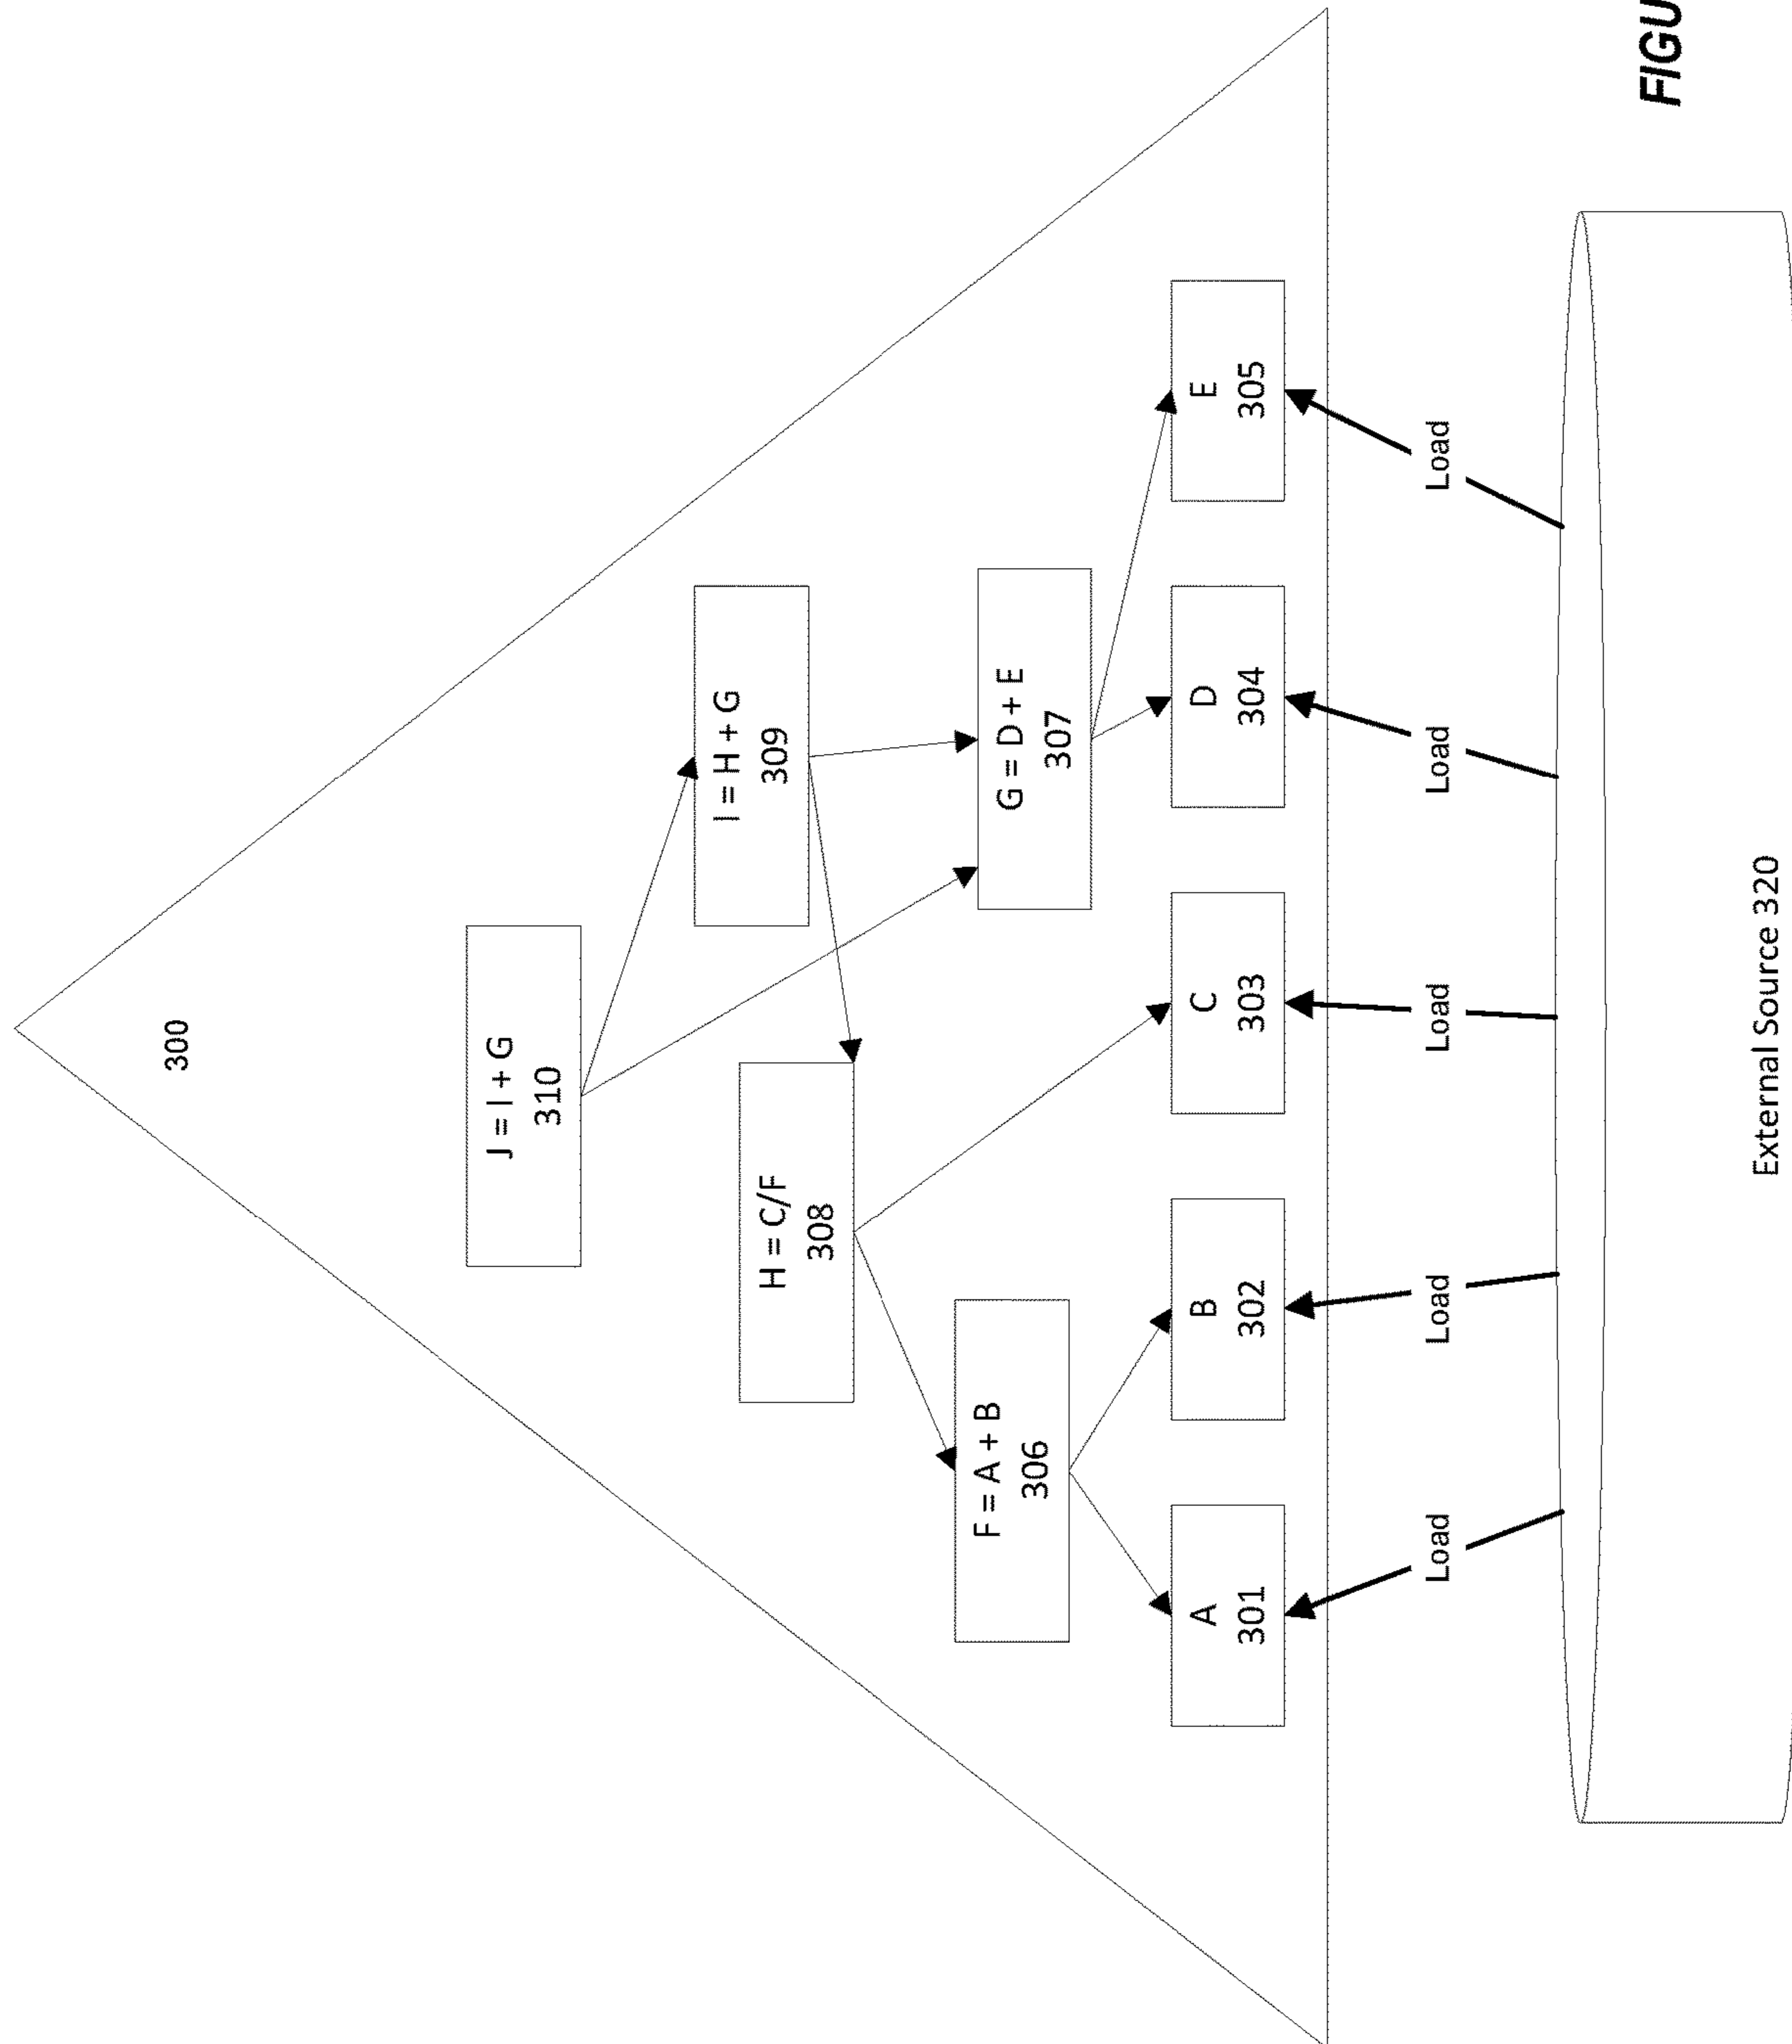 300
J = I + G
310
I = H + G
309
H = C/F
308
F = A + B
306
G = D + E
307
A
301
B
302
C
303
D
304
E
305
Load
Load
Load
Load
Load
FIGU
External Source 320